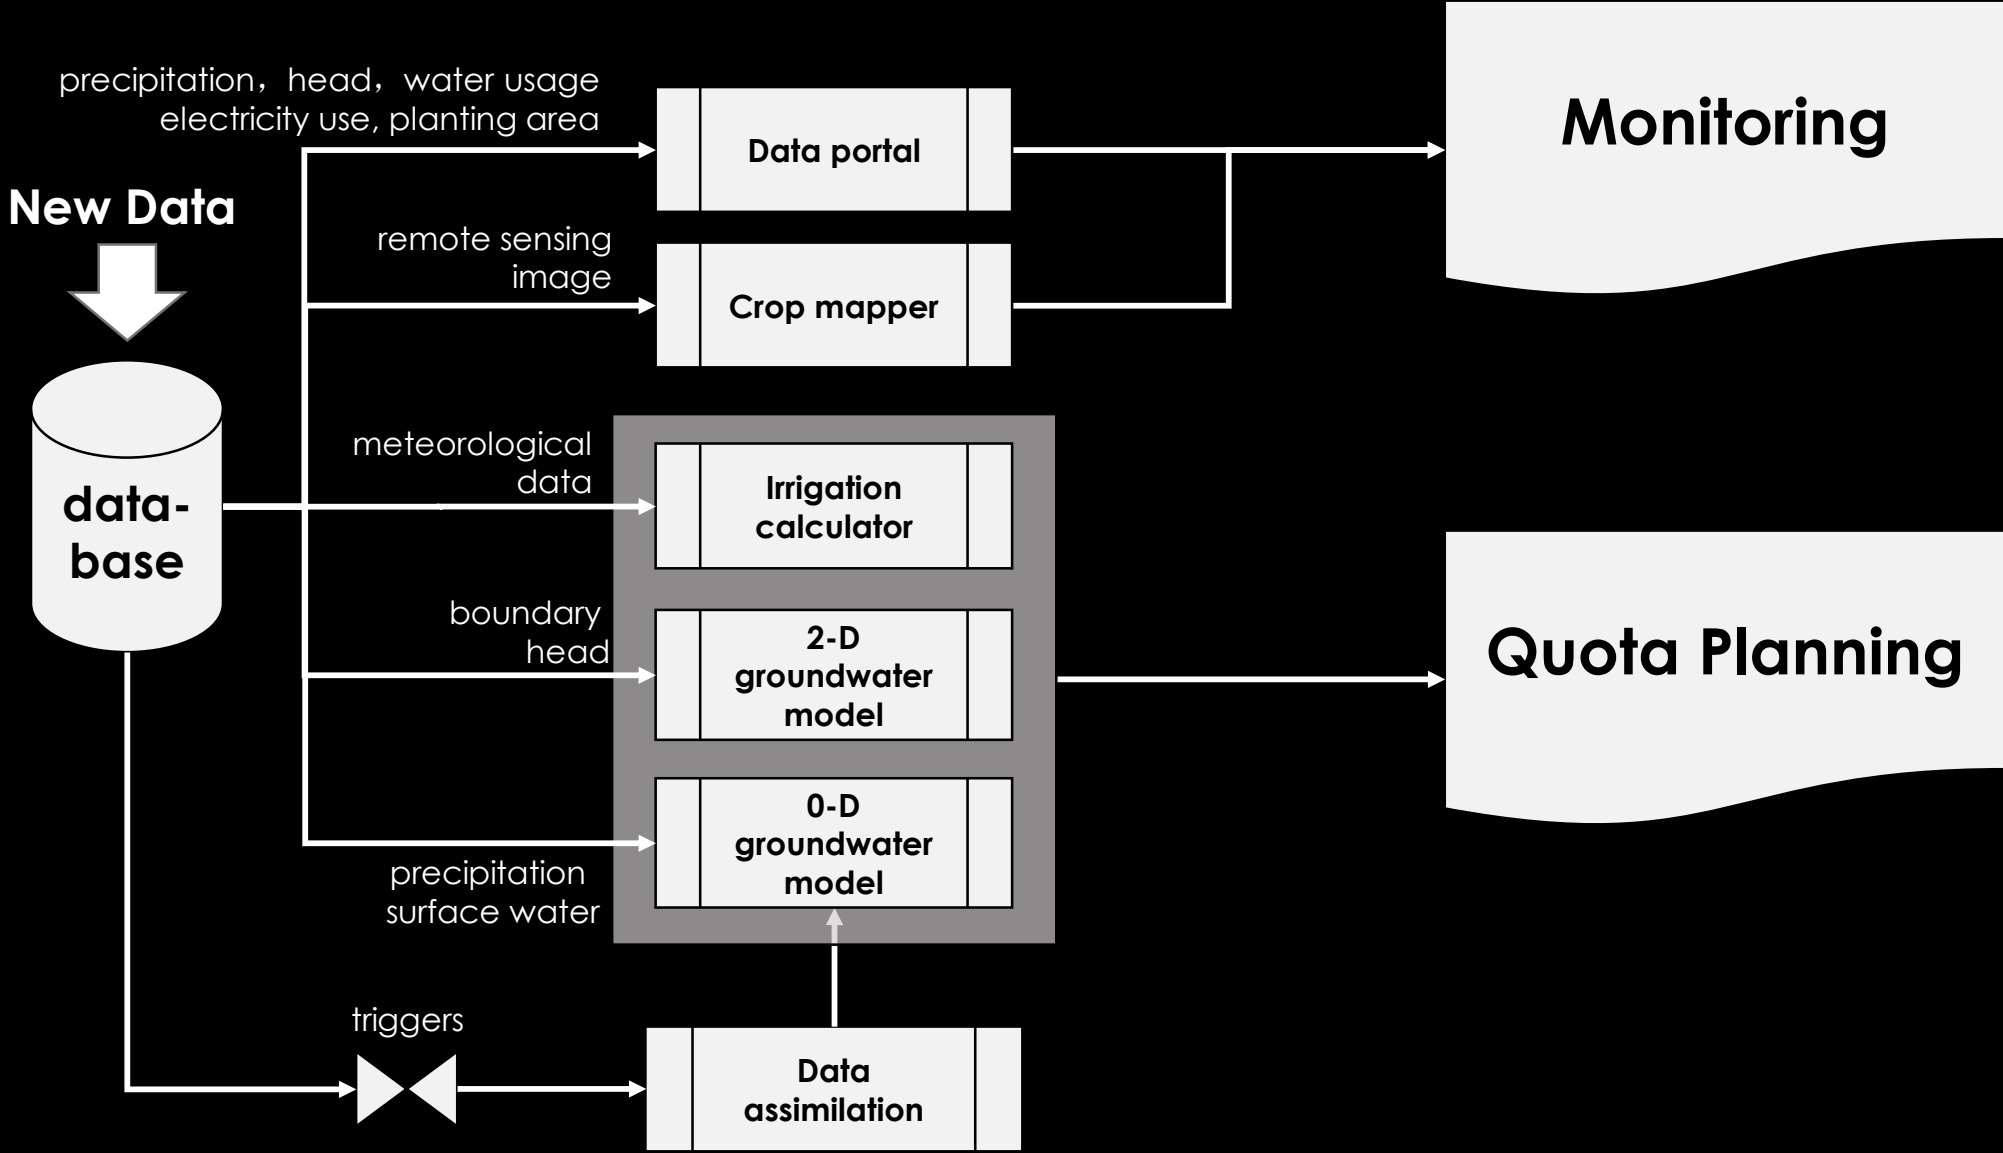 precipitation，head，water usage
electricity use, planting area
New Data
Data portal
Monitoring
remote sensing
image
Crop mapper
data-
base
meteorological
data
Irrigation
calculator
boundary
head
2-D
groundwater
model
Quota Planning
0-D
groundwater
model
precipitation
surface water
triggers
Data
assimilation